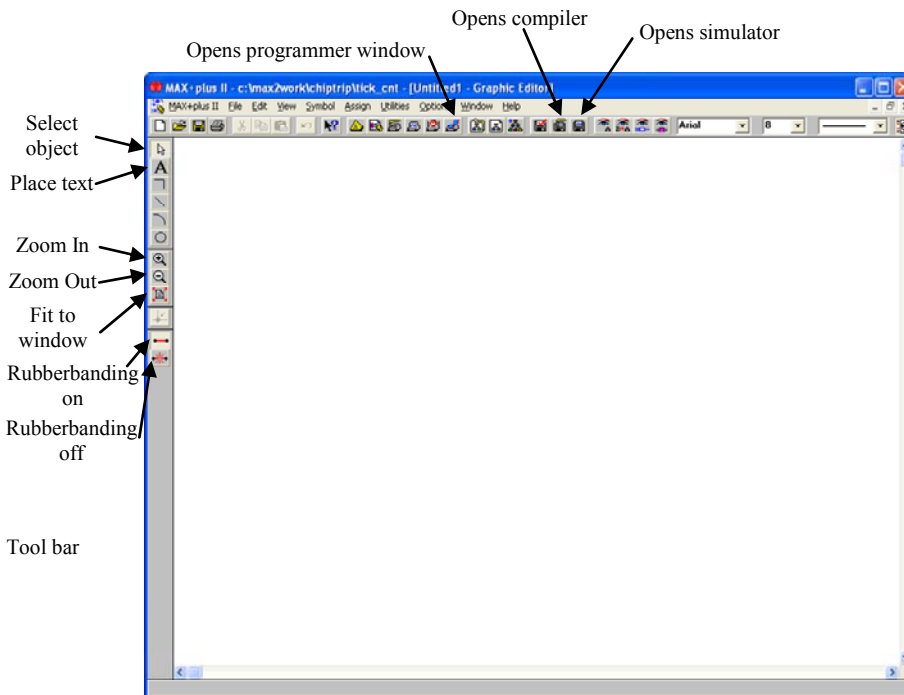 Opens compiler
Opens programmer window
Opens simulator
MAX+plus II - c:\max2work\chiptrip\tick_cnt - [Untitled1 - Graphic Editor]
MAX+plus II File Edit View Symbol Assign Utilities Options Window Help
Arial 8
Select
object
A
Place text
Zoom In
Zoom Out
Fit to
window
Rubberbanding
on
Rubberbanding
off
Tool bar